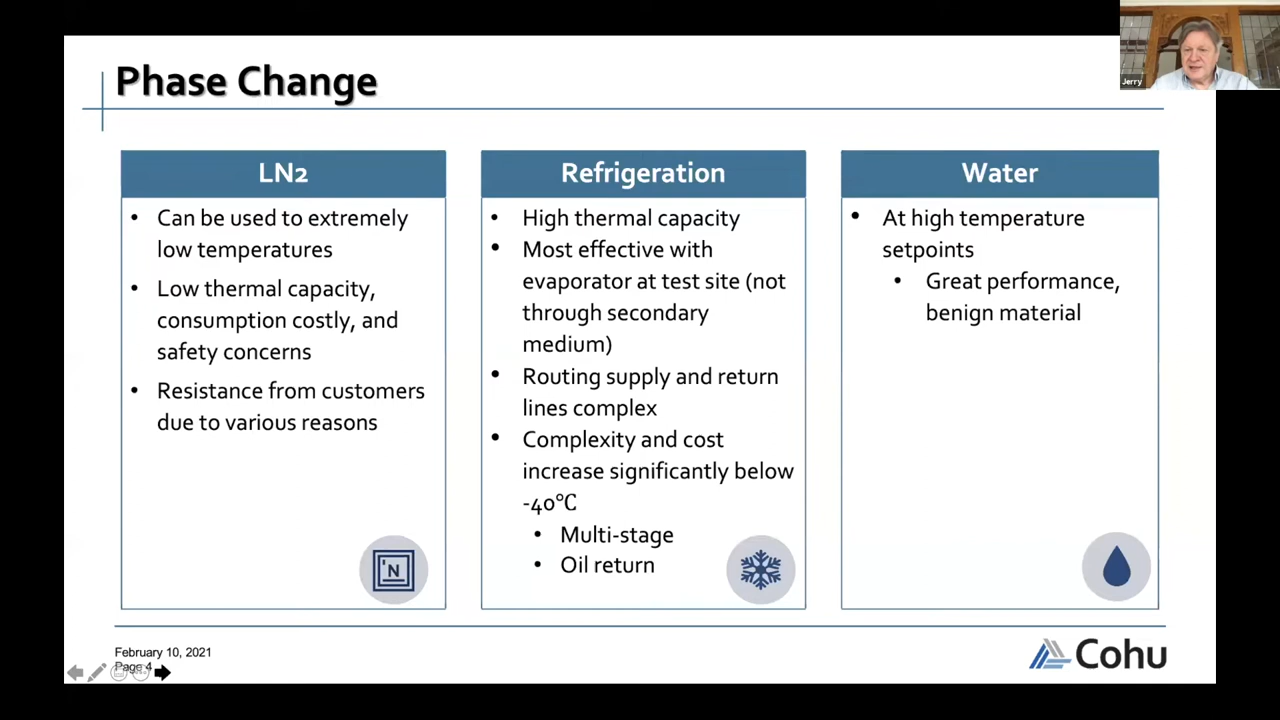 Phase Change
LN2
Can be used to extremely
low temperatures
Low thermal capacity,
consumption costly, and
safety concerns
Resistance from customers
due to various reasons
'N
Refrigeration
High thermal capacity
Most effective with
evaporator at test site (not
through secondary
medium)
Routing supply and return
lines complex
Complexity and cost
increase significantly below
-40℃
Multi-stage
Oil return
Water
At high temperature
setpoints
Great performance,
benign material
February 10, 2021
Page 4
Cohu
Jerry